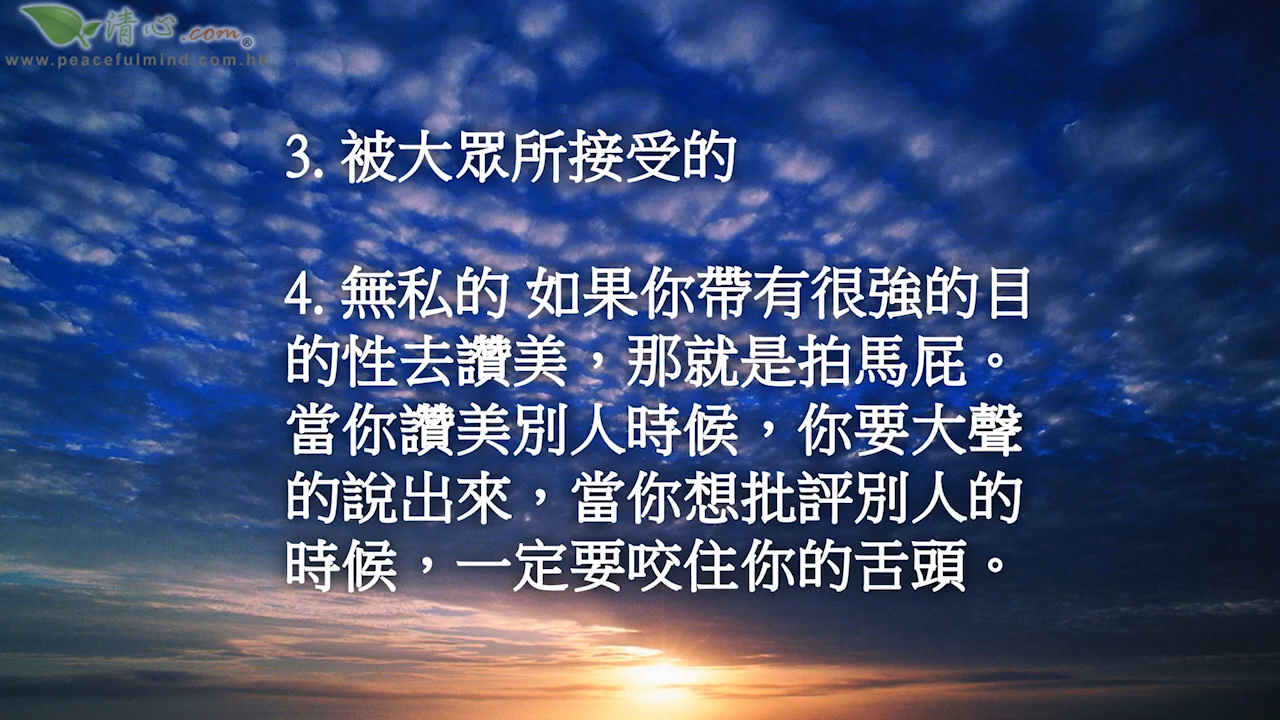 清心.com®
www.peacefulmind.com.hk
3. 被大眾所接受的
4. 無私的 如果你帶有很強的目
的性去讚美，那就是拍馬屁。
當你讚美別人時候，你要大聲
的說出來，當你想批評別人的
時候，一定要咬住你的舌頭。